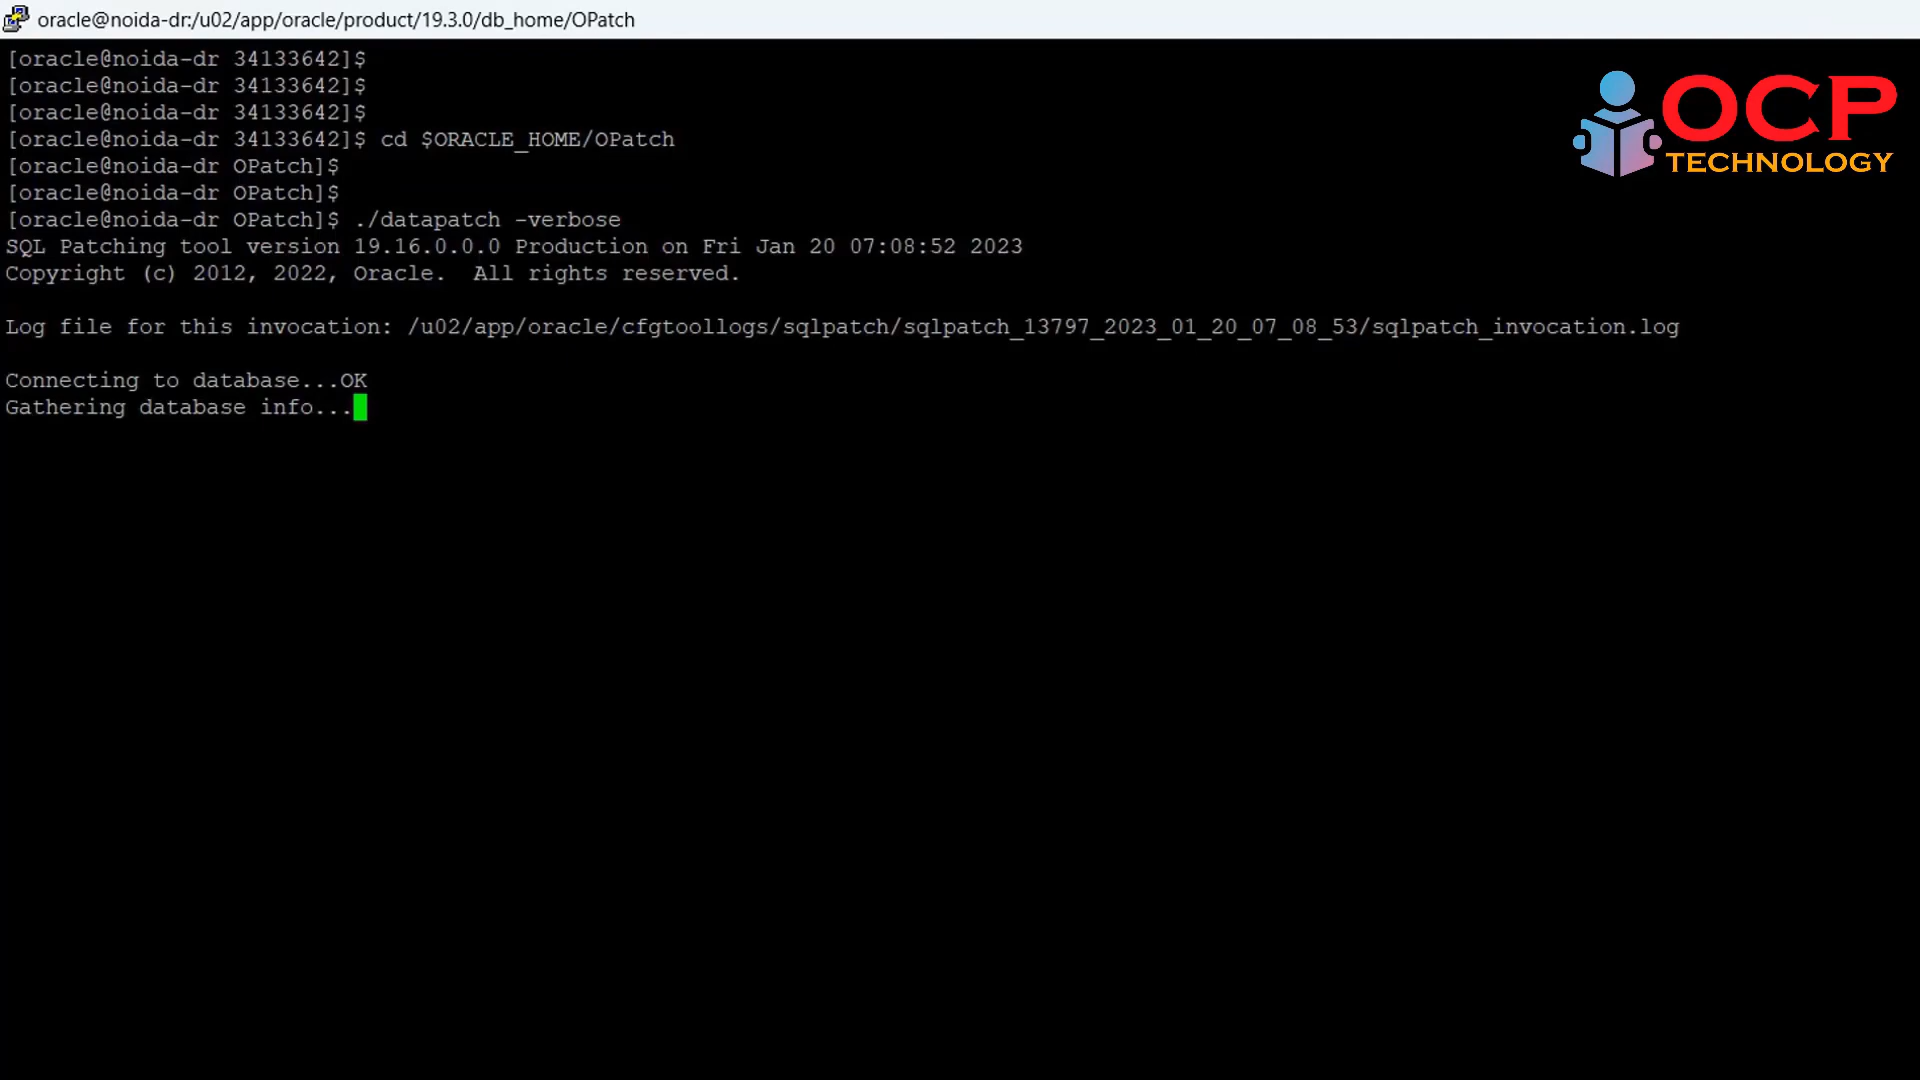 oracle@noida-dr:/u02/app/oracle/product/19.3.0/db_home/OPatch
[oracle@noida-dr 34133642]$
[oracle@noida-dr 34133642]$
[oracle@noida-dr 34133642]$
[oracle@noida-dr 34133642]$ cd $ORACLE_HOME/OPatch
[oracle@noida-dr OPatch]$
[oracle@noida-dr OPatch]$
[oracle@noida-dr OPatch]$ ./datapatch -verbose
SQL Patching tool version 19.16.0.0.0 Production on Fri Jan 20 07:08:52 2023
Copyright (c) 2012, 2022, Oracle.  All rights reserved.
Log file for this invocation: /u02/app/oracle/cfgtoollogs/sqlpatch/sqlpatch_13797_2023_01_20_07_08_53/sqlpatch_invocation.log
Connecting to database...OK
Gathering database info...
OCP
TECHNOLOGY